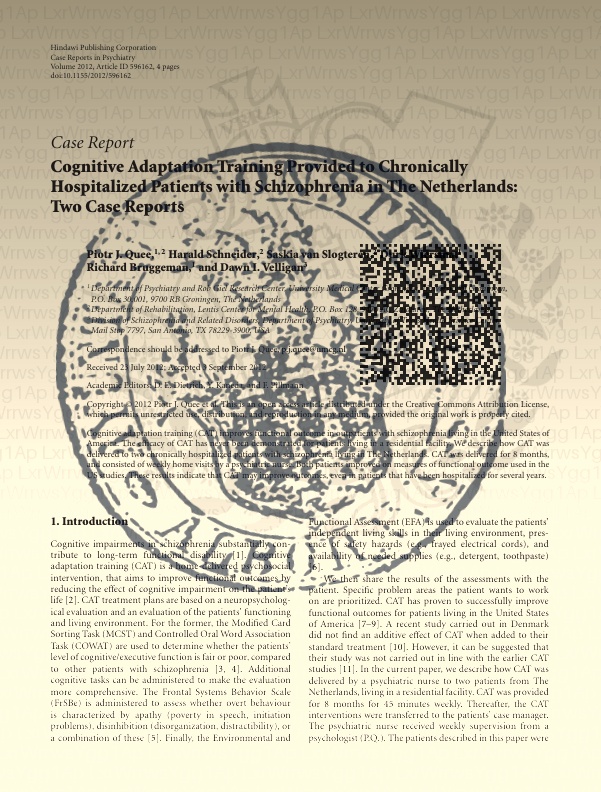 LxrWrrwsYgg1Ap LxrWrrwsYgg1Ap LxrWrrwsYgg1Ap
Hindawi Publishing Corporation
Case Reports in Psychiatry
Volume 2012, Article ID 596162, 4 pages
doi:10.1155/2012/596162
Case Report
Cognitive Adaptation Training Provided to Chronically
Hospitalized Patients with Schizophrenia in The Netherlands:
Two Case Reports
Piotr J. Quee,1,2 Harald Schneider,2 Saskia van Slogteren,
Richard Bruggeman,1 and Dawn I. Velligan3
1 Department of Psychiatry and Rob Giel Research Center, University Medical
P.O. Box 30.001, 9700 RB Groningen, The Netherlands
2 Department of Rehabilitation, Lentis Center for Mental Health, P.O. Box
3 Division of Schizophrenia and Related Disorders, Department of Psychiatry,
Mail Stop 7797, San Antonio, TX 78229-3900, USA
Correspondence should be addressed to Piotr J. Quee, p.j.quee@umcg.nl
Received 23 July 2012; Accepted 9 September 2012
Academic Editors: D. E. Dietrich, Y. Kaneda, and F. Pillmann
Copyright © 2012 Piotr J. Quee et al. This is an open access article distributed under the Creative Commons Attribution License,
which permits unrestricted use, distribution, and reproduction in any medium, provided the original work is properly cited.
Cognitive adaptation training (CAT) improves functional outcome in outpatients with schizophrenia living in the United States of
America. The efficacy of CAT has never been demonstrated for patients living in a residential facility. We describe how CAT was
delivered to two chronically hospitalized patients with schizophrenia living in The Netherlands. CAT was delivered for 8 months,
and consisted of weekly home visits by a psychiatric nurse. Both patients improved on measures of functional outcome used in the
US studies. These results indicate that CAT may improve outcomes, even in patients that have been hospitalized for several years.
1. Introduction
Cognitive impairments in schizophrenia substantially con-
tribute to long-term functional disability [1]. Cognitive
adaptation training (CAT) is a home-delivered psychosocial
intervention, that aims to improve functional outcomes by
reducing the effect of cognitive impairment on the patient's
life [2]. CAT treatment plans are based on a neuropsycholog-
ical evaluation and an evaluation of the patients' functioning
and living environment. For the former, the Modified Card
Sorting Task (MCST) and Controlled Oral Word Association
Task (COWAT) are used to determine whether the patients'
level of cognitive/executive function is fair or poor, compared
to other patients with schizophrenia [3, 4]. Additional
cognitive tasks can be administered to make the evaluation
more comprehensive. The Frontal Systems Behavior Scale
(FrSBe) is administered to assess whether overt behaviour
is characterized by apathy (poverty in speech, initiation
problems), disinhibition (disorganization, distractibility), or
a combination of these [5]. Finally, the Environmental and
Functional Assessment (EFA) is used to evaluate the patients'
independent living skills in their living environment, pres-
ence of safety hazards (e.g., frayed electrical cords), and
availability of needed supplies (e.g., detergent, toothpaste)
[6].
We then share the results of the assessments with the
patient. Specific problem areas the patient wants to work
on are prioritized. CAT has proven to successfully improve
functional outcomes for patients living in the United States
of America [7–9]. A recent study carried out in Denmark
did not find an additive effect of CAT when added to their
standard treatment [10]. However, it can be suggested that
their study was not carried out in line with the earlier CAT
studies [11]. In the current paper, we describe how CAT was
delivered by a psychiatric nurse to two patients from The
Netherlands, living in a residential facility. CAT was provided
for 8 months for 45 minutes weekly. Thereafter, the CAT
interventions were transferred to the patients' case manager.
The psychiatric nurse received weekly supervision from a
psychologist (P.Q.). The patients described in this paper were